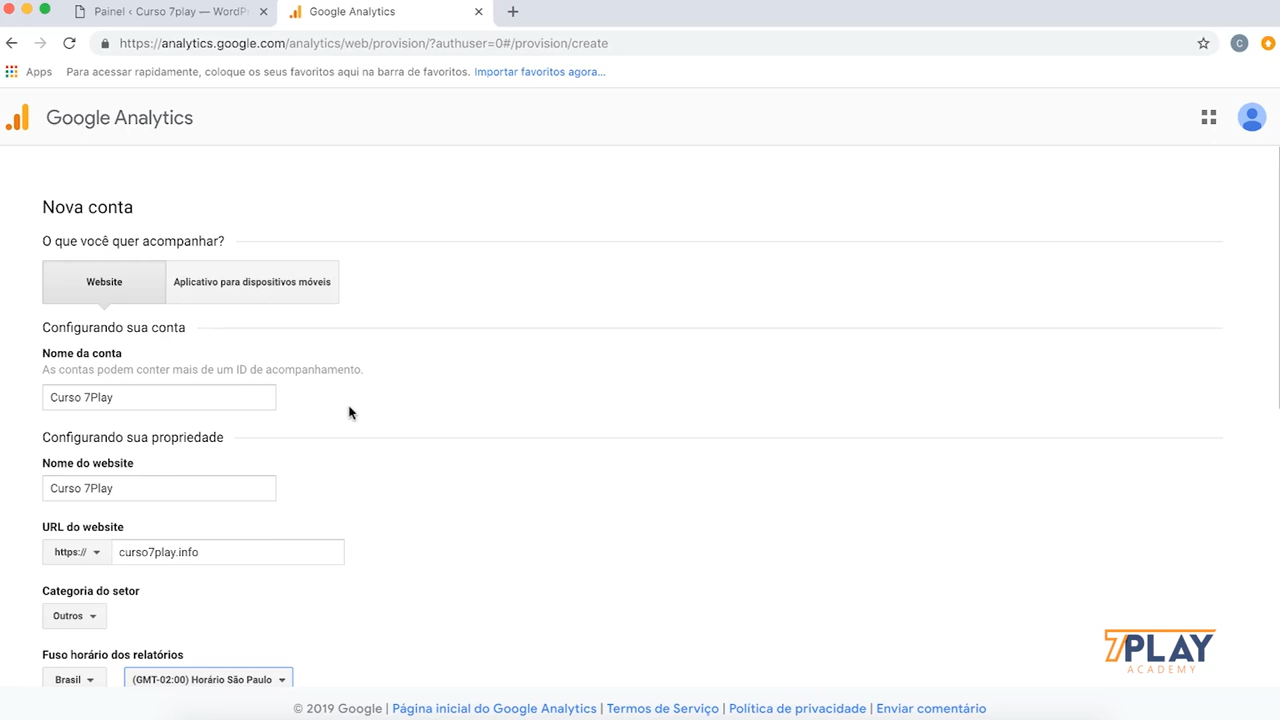 Painel ‹ Curso 7play — WordP
Google Analytics
https://analytics.google.com/analytics/web/provision/?authuser=0#/provision/create
C
Apps Para acessar rapidamente, coloque os seus favoritos aqui na barra de favoritos. Importar favoritos agora...
Google Analytics
Nova conta
O que você quer acompanhar?
Website Aplicativo para dispositivos móveis
Configurando sua conta
Nome da conta
As contas podem conter mais de um ID de acompanhamento.
Curso 7Play
Configurando sua propriedade
Nome do website
Curso 7Play
URL do website
https:// curso7play.info
Categoria do setor
Outros
Fuso horário dos relatórios
Brasil (GMT-02:00) Horário São Paulo
7PLAY
ACADEMY
© 2019 Google | Página inicial do Google Analytics | Termos de Serviço | Política de privacidade | Enviar comentário